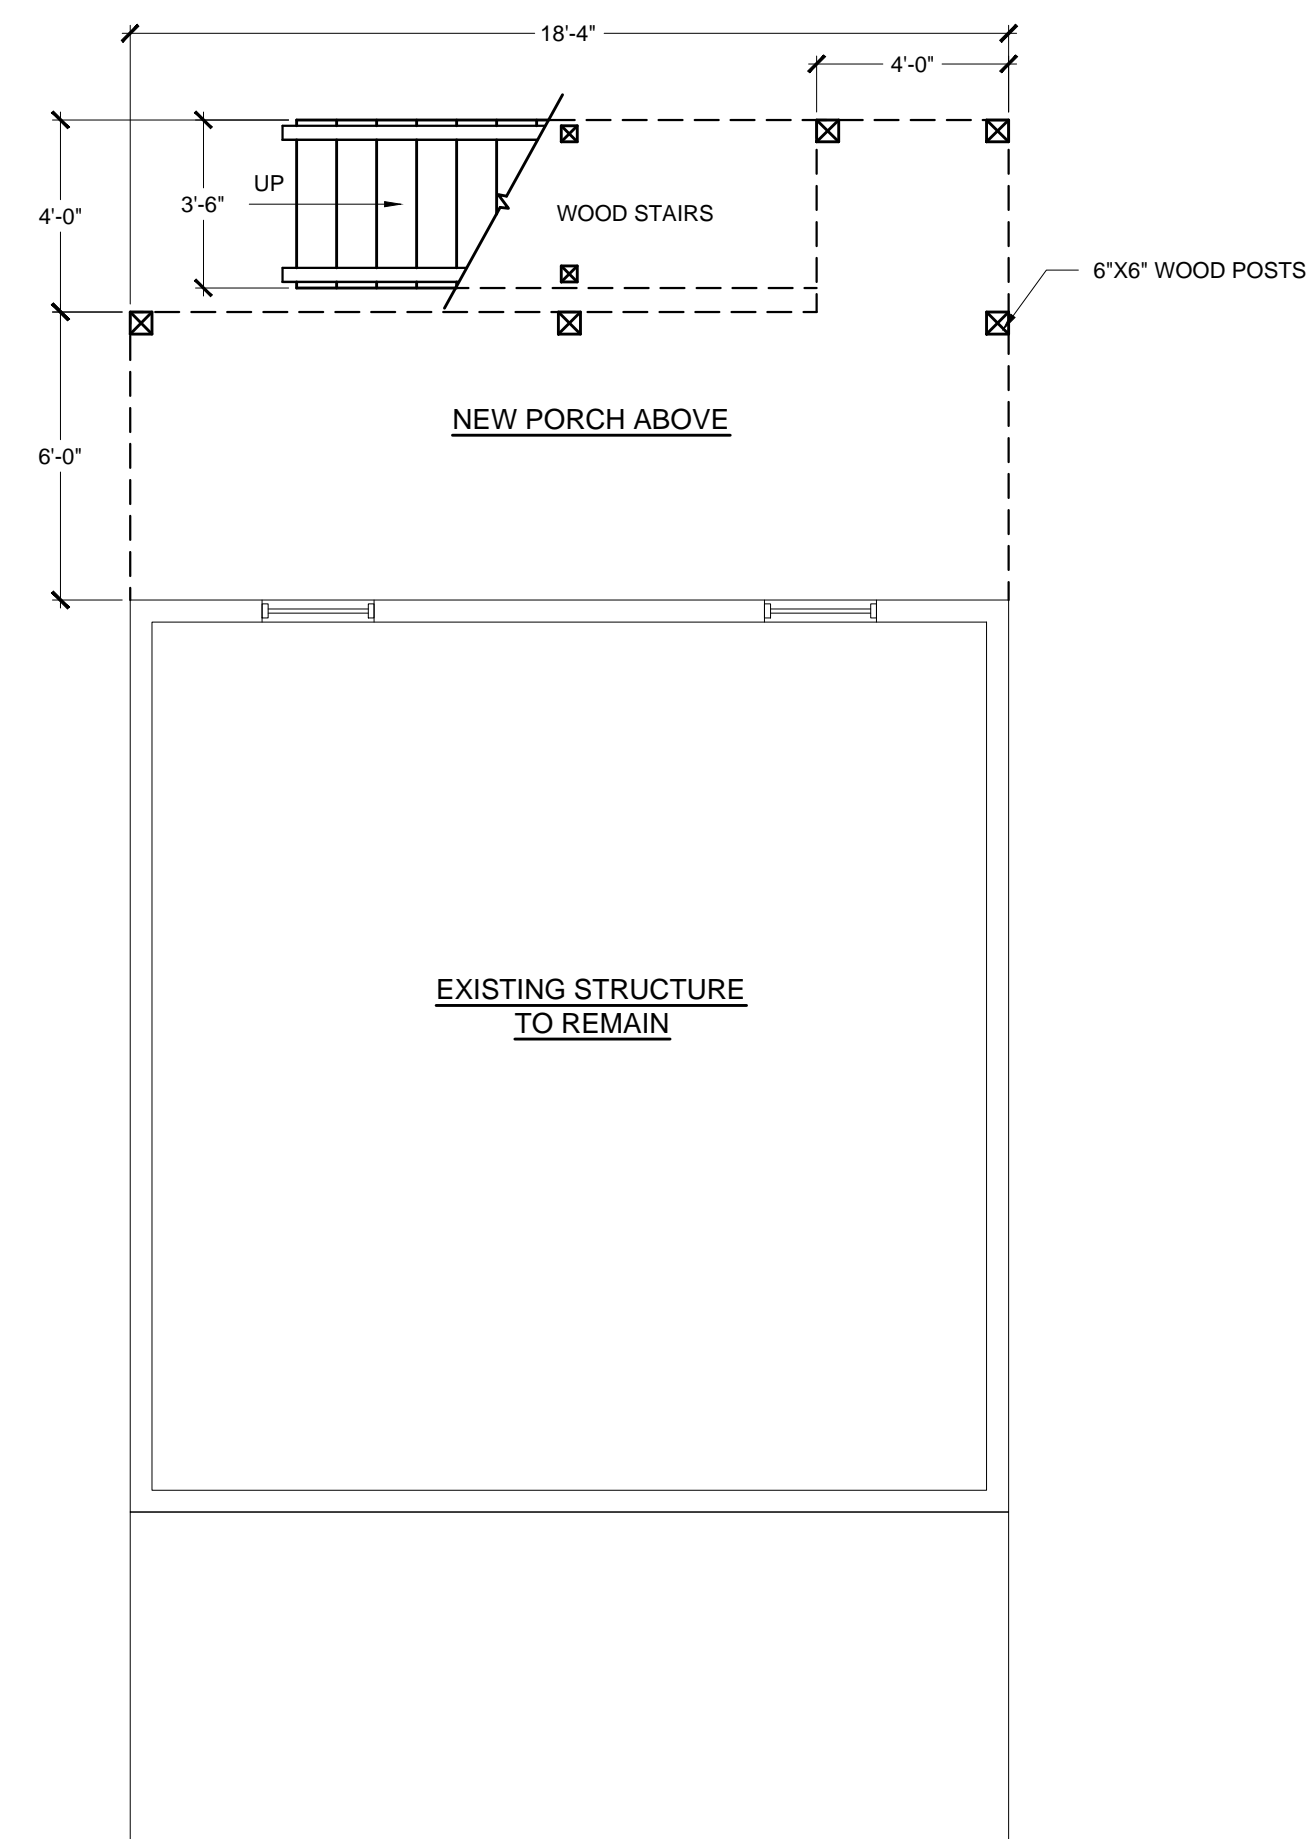 18'-4"
4'-0"
UP
3'-6"
4'-0"
WOOD STAIRS
6"X6" WOOD POSTS
NEW PORCH ABOVE
6'-0"
EXISTING STRUCTURE
TO REMAIN